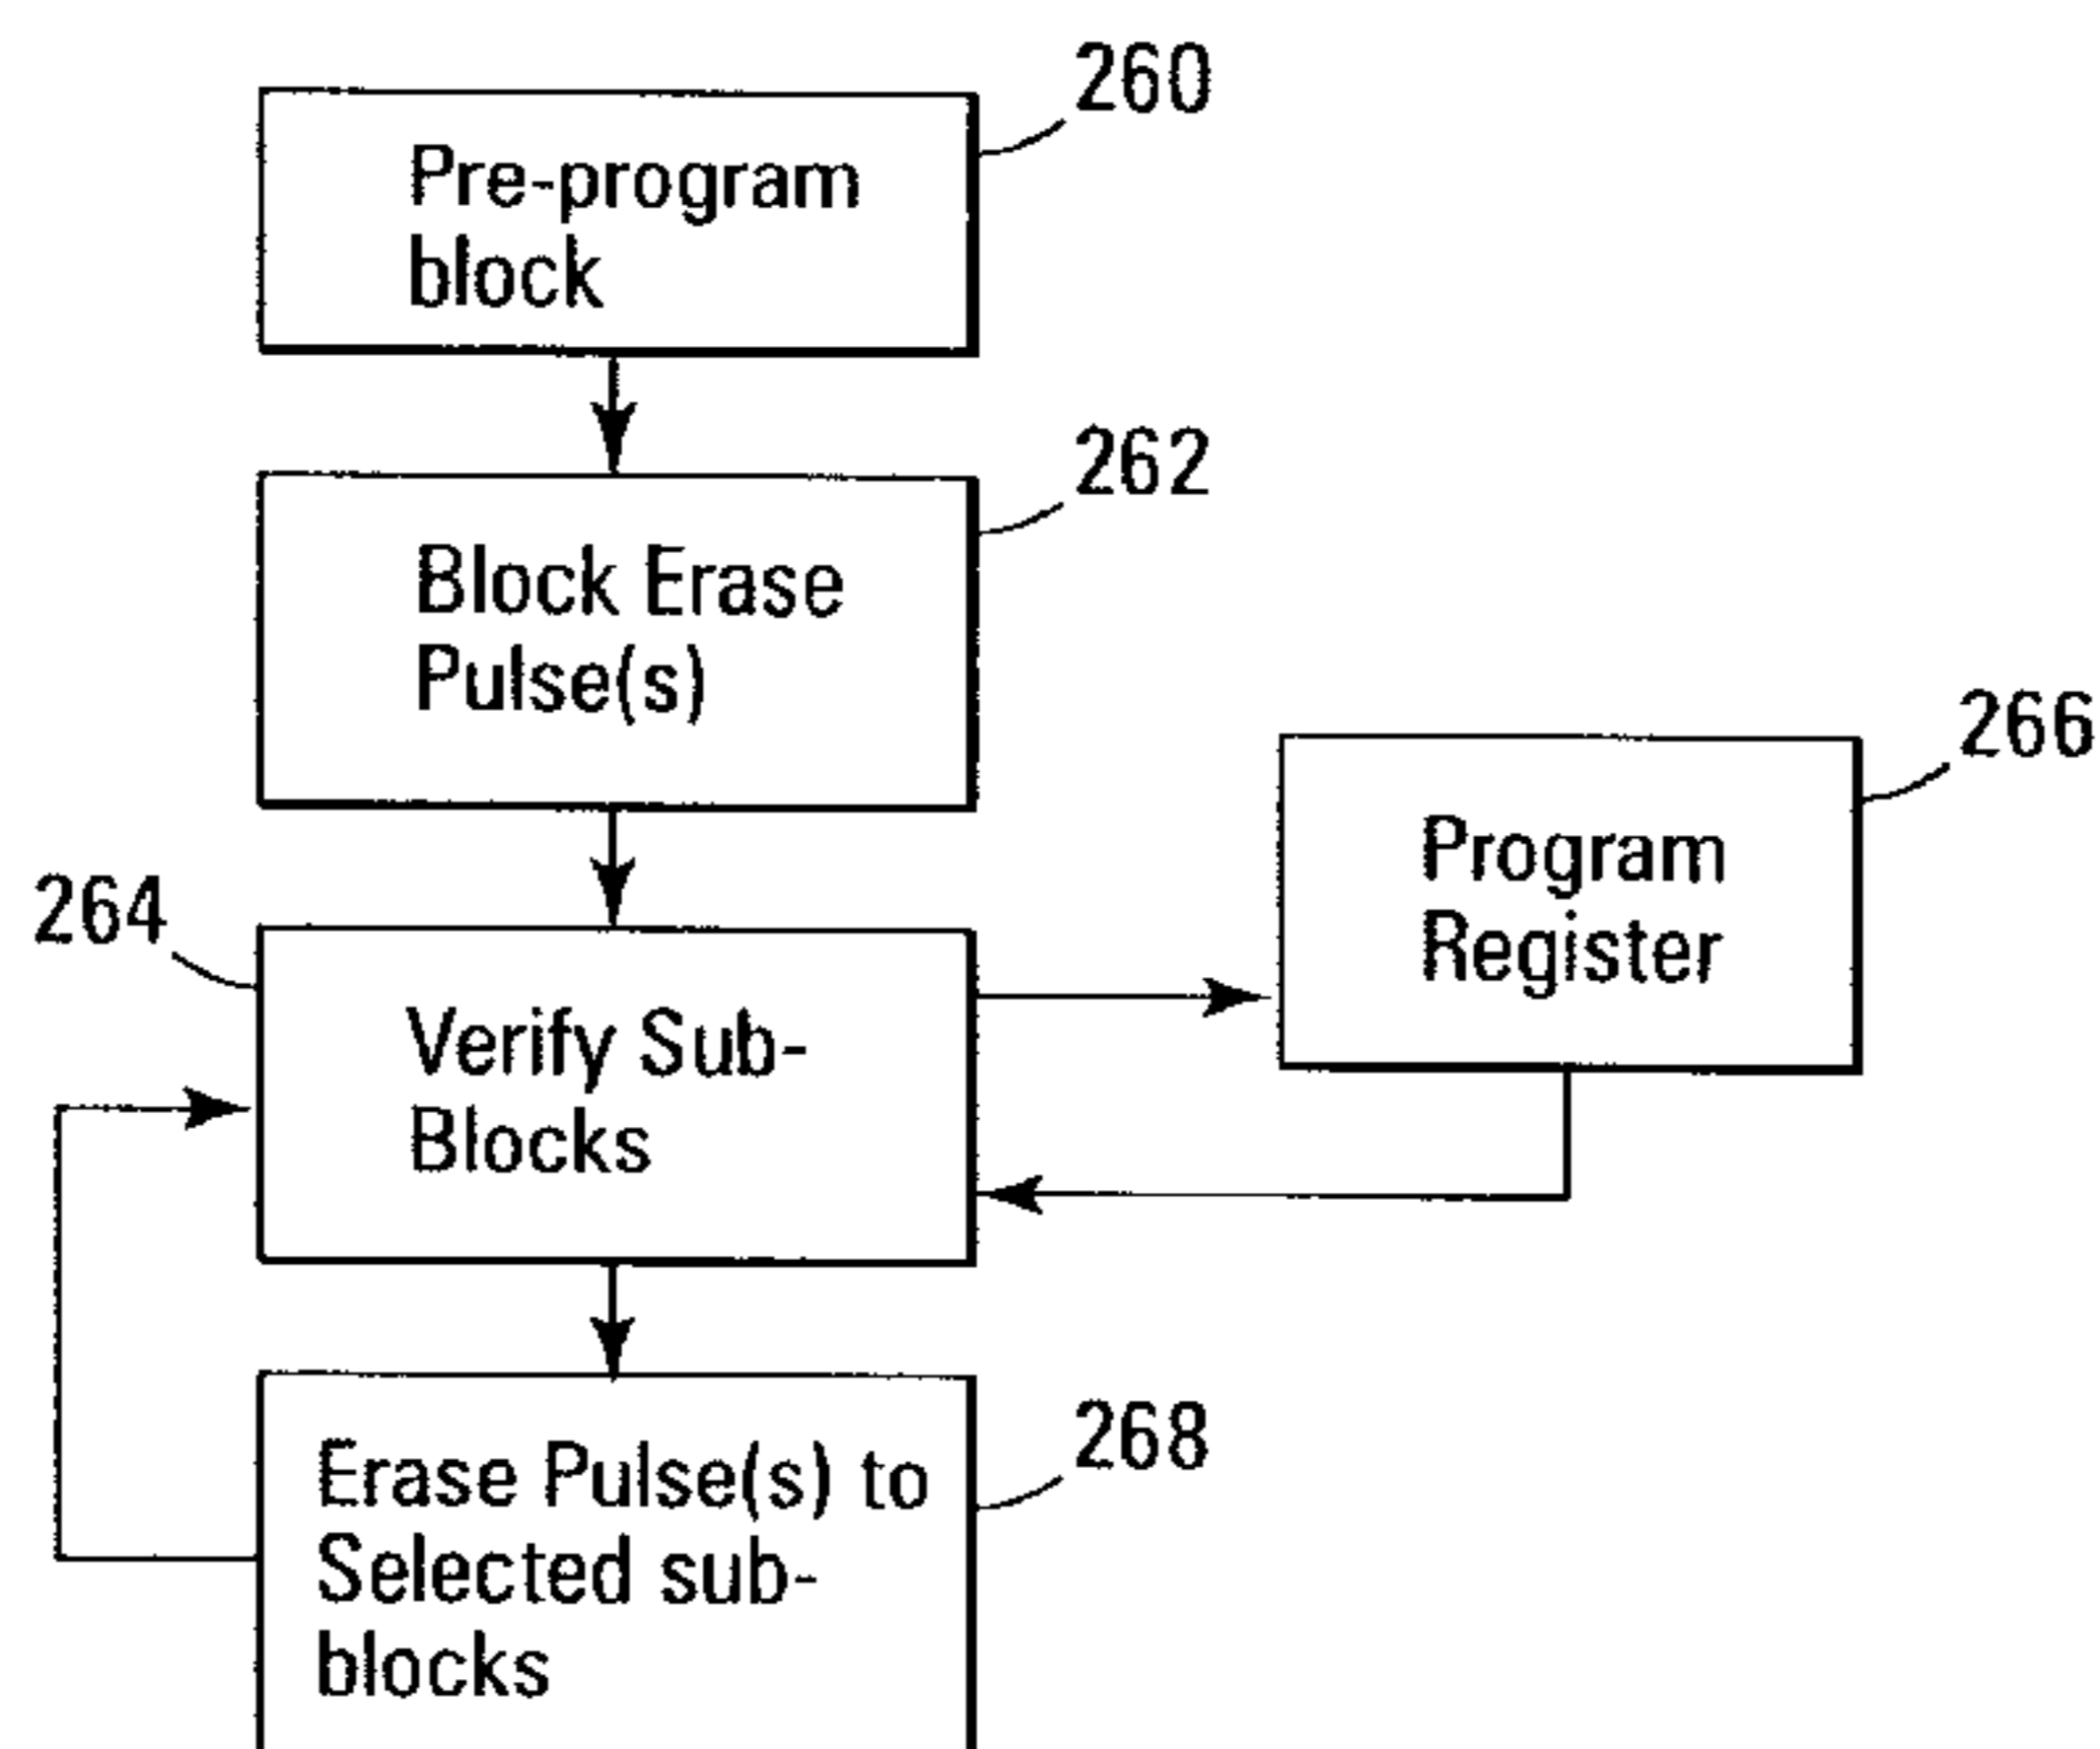 260
Pre-program
block
262
Block Erase
Pulse(s)
266
Program
Register
264
Verify Sub-
Blocks
268
Erase Pulse(s) to
Selected sub-
blocks